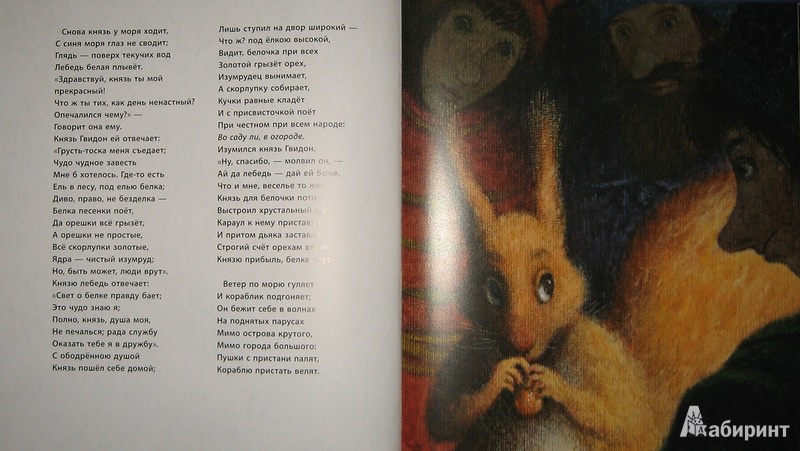 Снова князь у моря ходит,
С синя моря глаз не сводит;
Глядь — поверх текучих вод
Лебедь белая плывёт.
«Здравствуй, князь ты мой
прекрасный!
Что ж ты тих, как день ненастный?
Опечалился чему?» —
Говорит она ему.
Князь Гвидон ей отвечает:
«Грусть-тоска меня съедает;
Чудо чудное завесть
Мне б хотелось. Где-то есть
Ель в лесу, под елью белка;
Диво, право, не безделка —
Белка песенки поёт,
Да орешки всё грызёт,
А орешки не простые,
Всё скорлупки золотые,
Ядра — чистый изумруд;
Но, быть может, люди врут».
Князю лебедь отвечает:
«Свет о белке правду бает;
Это чудо знаю я;
Полно, князь, душа моя,
Не печалься; рада службу
Оказать тебе я в дружбу».
С ободрённою душой
Князь пошёл себе домой;
Лишь ступил на двор широкий —
Что ж? под ёлкою высокой,
Видит, белочка при всех
Золотой грызёт орех,
Изумрудец вынимает,
А скорлупку собирает,
Кучки равные кладёт
И с присвисточкой поёт
При честном при всем народе:
Во саду ли, в огороде.
Изумился князь Гвидон.
«Ну, спасибо, — молвил он, —
Ай да лебедь — дай ей Боже,
Что и мне, веселье то же».
Князь для белочки потом
Выстроил хрустальный
Караул к нему приставил
И притом дьяка заставил
Строгий счёт орехам
Князю прибыль, белке честь.
Ветер по морю гуляет
И кораблик подгоняет;
Он бежит себе в волнах
На поднятых парусах
Мимо острова крутого,
Мимо города большого:
Пушки с пристани палят,
Кораблю пристать велят.
Лабиринт